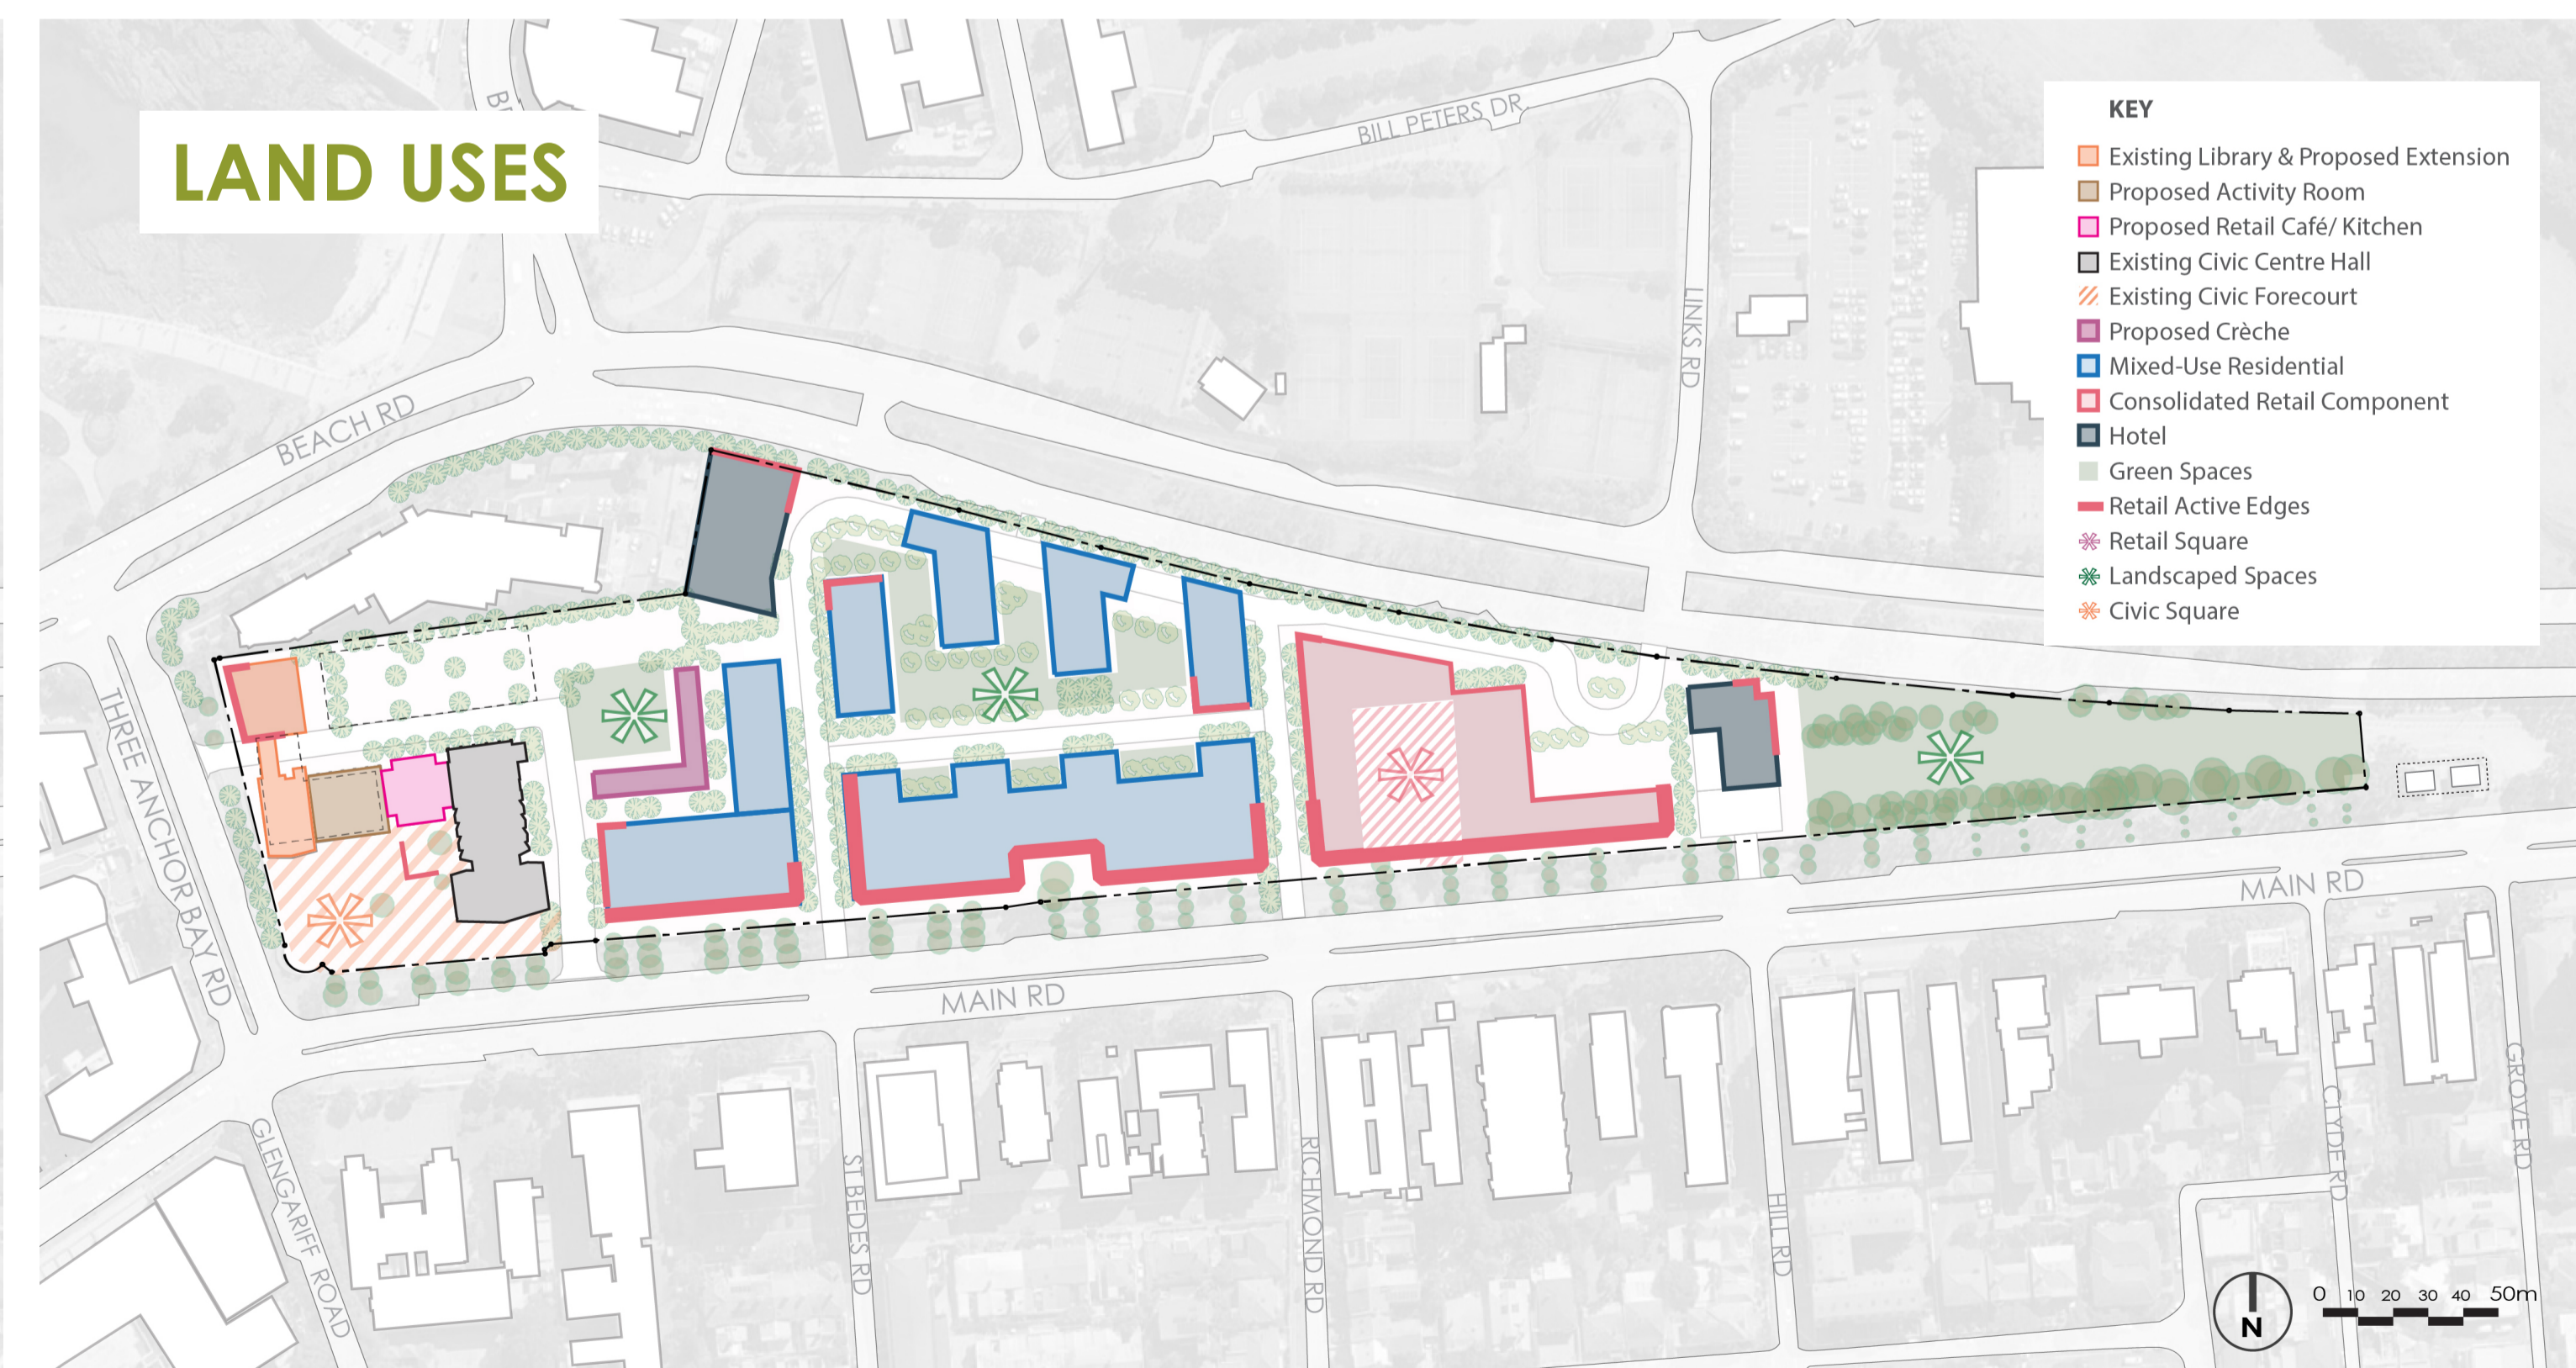 LAND USES
KEY
Existing Library & Proposed Extension
Proposed Activity Room
Proposed Retail Café/ Kitchen
Existing Civic Centre Hall
Existing Civic Forecourt
Proposed Crèche
Mixed-Use Residential
Consolidated Retail Component
Hotel
Green Spaces
Retail Active Edges
Retail Square
Landscaped Spaces
Civic Square
BILL PETERS DR
LINKS RD
BEACH RD
THREE ANCHOR BAY RD
MAIN RD
MAIN RD
GLENGARIFF ROAD
ST BEDES RD
RICHMOND RD
HILL RD
CLYDE RD
GROVE RD
N
0 10 20 30 40 50m